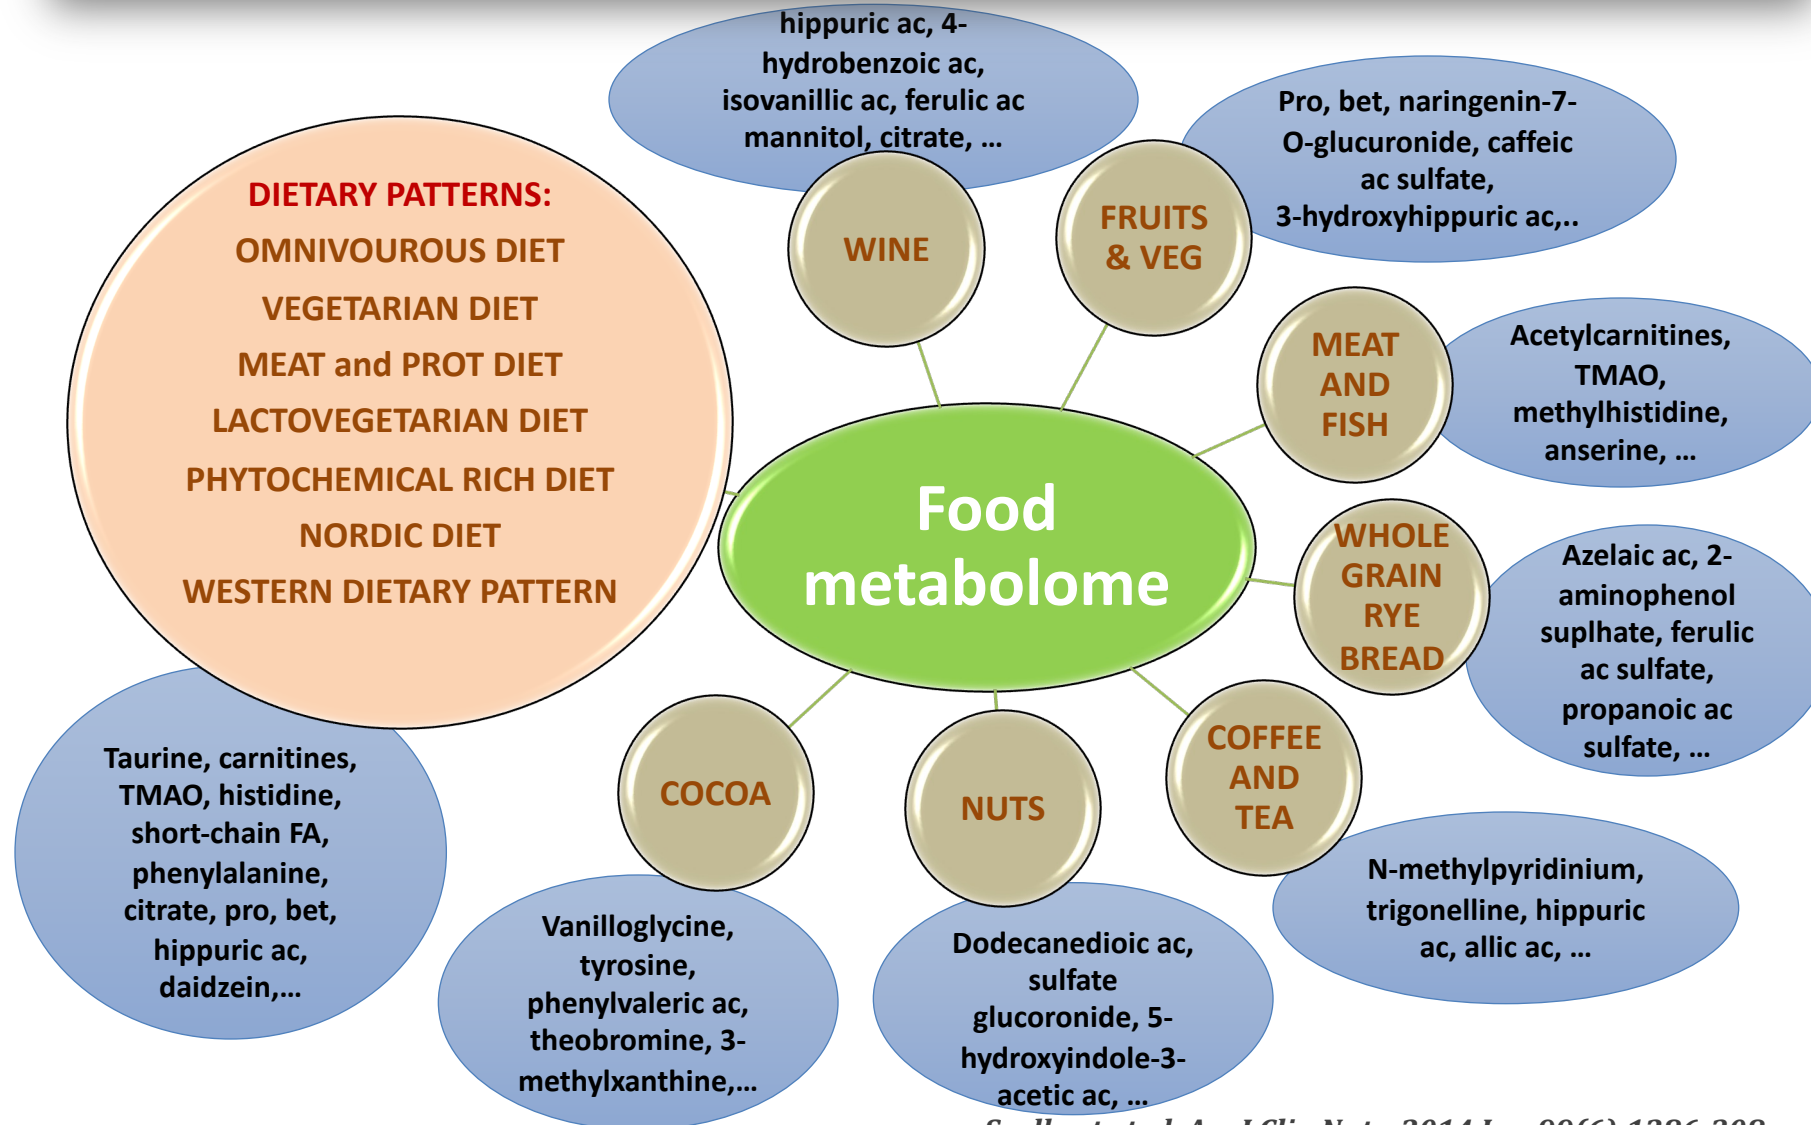 hippuric ac, 4-
hydrobenzoic ac,
isovanillic ac, ferulic ac
mannitol, citrate, ...
WINE
Pro, bet, naringenin-7-
O-glucuronide, caffeic
ac sulfate,
3-hydroxyhippuric ac,..
FRUITS
& VEG
DIETARY PATTERNS:
OMNIVOUROUS DIET
VEGETARIAN DIET
MEAT and PROT DIET
LACTOVEGETARIAN DIET
PHYTOCHEMICAL RICH DIET
NORDIC DIET
WESTERN DIETARY PATTERN
MEAT
AND
FISH
Acetylcarnitines,
TMAO,
methylhistidine,
anserine, ...
Food
metabolome
WHOLE
GRAIN
RYE
BREAD
Azelaic ac, 2-
aminophenol
suplhate, ferulic
ac sulfate,
propanoic ac
sulfate, ...
COFFEE
AND
TEA
N-methylpyridinium,
trigonelline, hippuric
ac, allic ac, ...
NUTS
Dodecanedioic ac,
sulfate
glucoronide, 5-
hydroxyindole-3-
acetic ac, ...
COCOA
Vanilloglycine,
tyrosine,
phenylvaleric ac,
theobromine, 3-
methylxanthine,...
Taurine, carnitines,
TMAO, histidine,
short-chain FA,
phenylalanine,
citrate, pro, bet,
hippuric ac,
daidzein,...